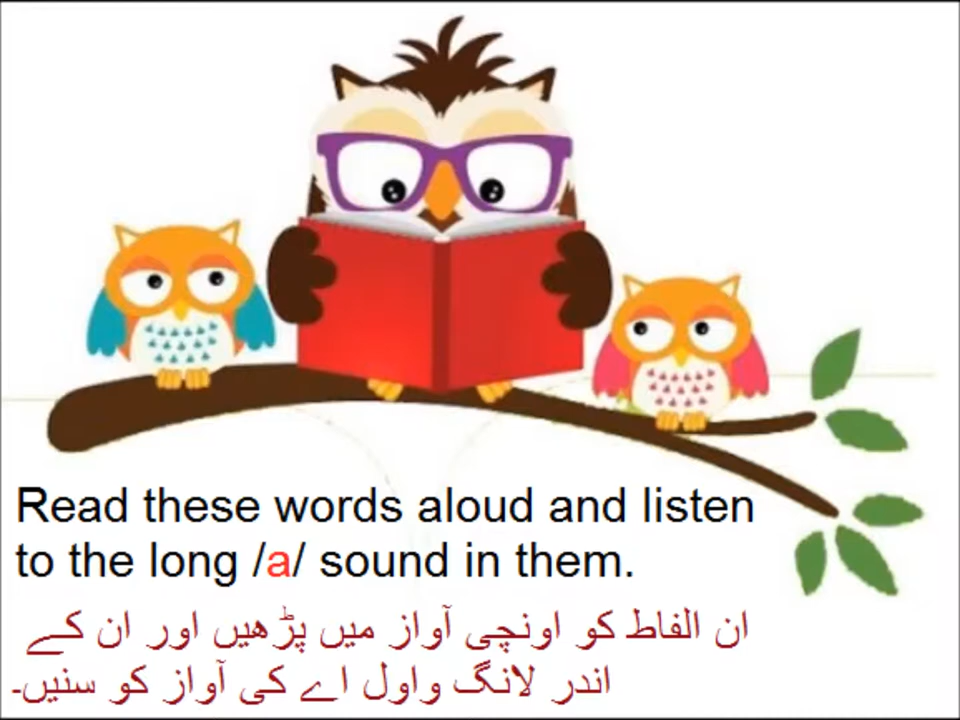 Read these words aloud and listen
to the long /a/ sound in them.
ان الفاط کو اونچی آواز میں پڑھیں اور ان کے
اندر لانگ واول اے کی آواز کو سنیں۔